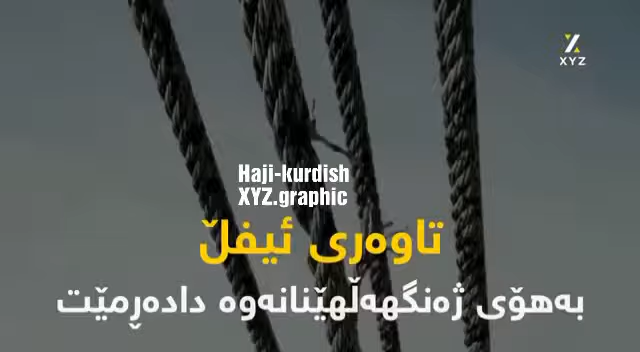 XYZ
Haji-kurdish
XYZ.graphic
تاوەری ئیفڵ
بەهۆی ژەنگهەڵهێنانەوە دادەڕمێت